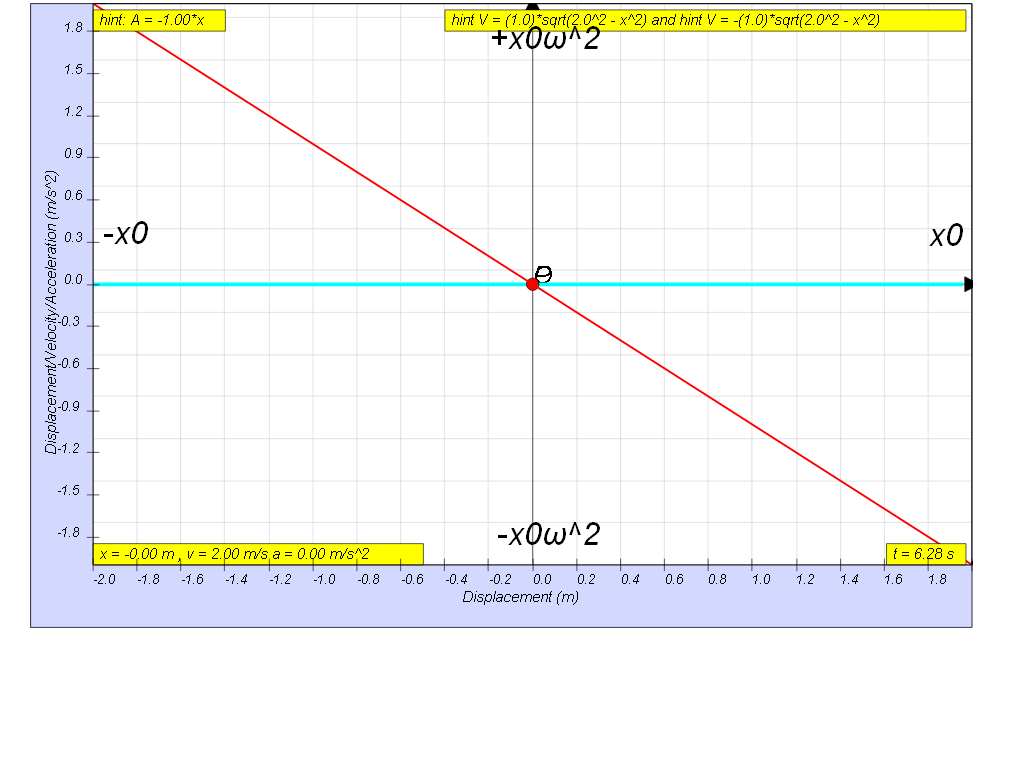 hint: A = -1.00*x
hint V = (1.0)*sqrt(2.0^2 - x^2) and hint V = -(1.0)*sqrt(2.0^2 - x^2)
+x0ω^2
1.8
1.5
1.2
0.9
0.6
0.3
0.0
-0.3
-0.6
-0.9
-1.2
-1.5
-1.8
Displacement/Velocity/Acceleration (m/s^2)
-x0
x0
-x0ω^2
x = -0.00 m , v = 2.00 m/s,a = 0.00 m/s^2
t = 6.28 s
-2.0 -1.8 -1.6 -1.4 -1.2 -1.0 -0.8 -0.6 -0.4 -0.2 0.0 0.2 0.4 0.6 0.8 1.0 1.2 1.4 1.6 1.8
Displacement (m)